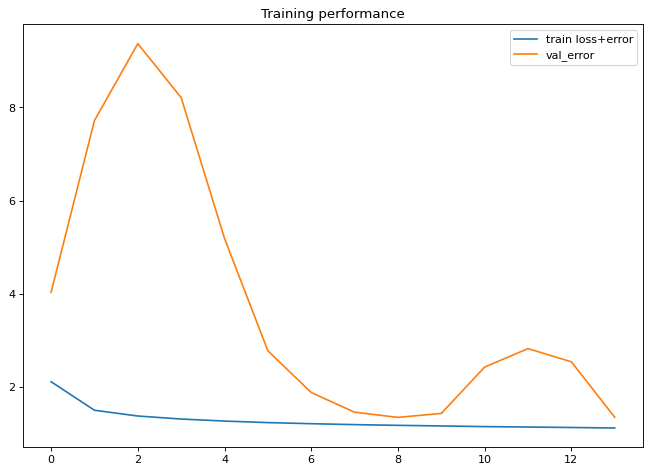 Training performance
train loss+error
val_error
8
6
4
2
0 2 4 6 8 10 12